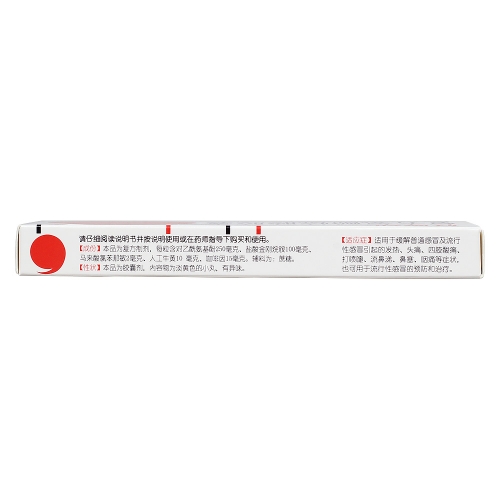 请仔细阅读说明书并按说明使用或在药师指导下购买和使用。
【成份】本品为复方制剂,每粒含对乙酰氨基酚250毫克,盐酸金刚烷胺100毫克,
马来酸氯苯那敏2毫克,人工牛黄10 毫克,咖啡因15毫克。辅料为:蔗糖。
【性状】本品为胶囊剂,内容物为淡黄色的小丸,有异味。
【适应症】适用于缓解普通感冒及流行
性感冒引起的发热、头痛、四肢酸痛、
打喷嚏、流鼻涕、鼻塞、咽痛等症状,
也可用于流行性感冒的预防和治疗。